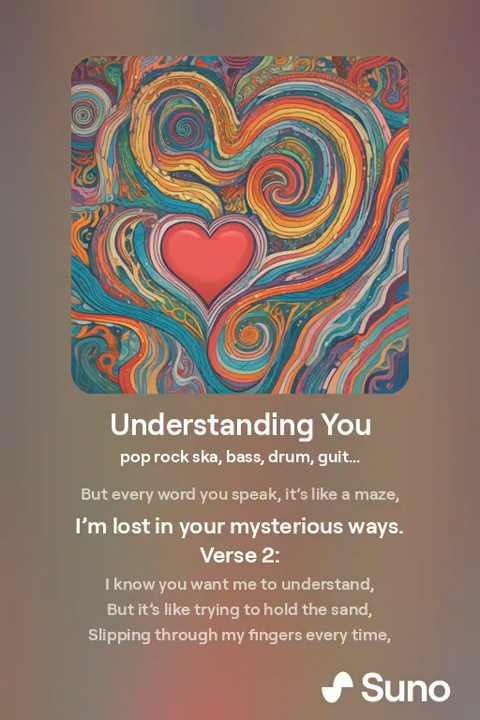 Understanding You
pop rock ska, bass, drum, guit...
But every word you speak, it's like a maze,
I'm lost in your mysterious ways.
Verse 2:
I know you want me to understand,
But it's like trying to hold the sand,
Slipping through my fingers every time,
Suno